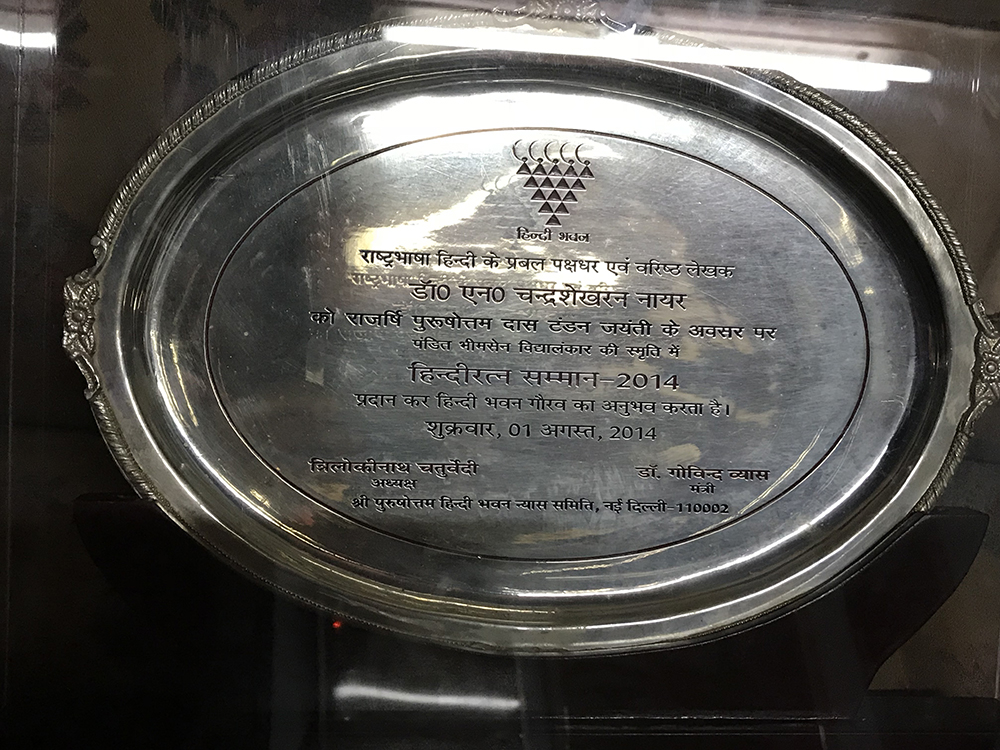 हिन्दी भवन
राष्ट्रभाषा हिन्दी के प्रबल पक्षधर एवं वरिष्ठ लेखक
डॉ0 एन0 चन्द्रशेखरन नायर
को राजर्षि पुरूषोत्तम दास टंडन जयंती के अवसर पर
पंडित भीमसेन विद्यालंकार की स्मृति में
हिन्दीरत्न सम्मान-2014
प्रदान कर हिन्दी भवन गौरव का अनुभव करता है।
शुक्रवार, 01 अगस्त, 2014
त्रिलोकीनाथ चतुर्वेदी डॉ. गोविन्द व्यास
अध्यक्ष मंत्री
श्री पुरुषोत्तम हिन्दी भवन न्यास समिति, नई दिल्ली-110002